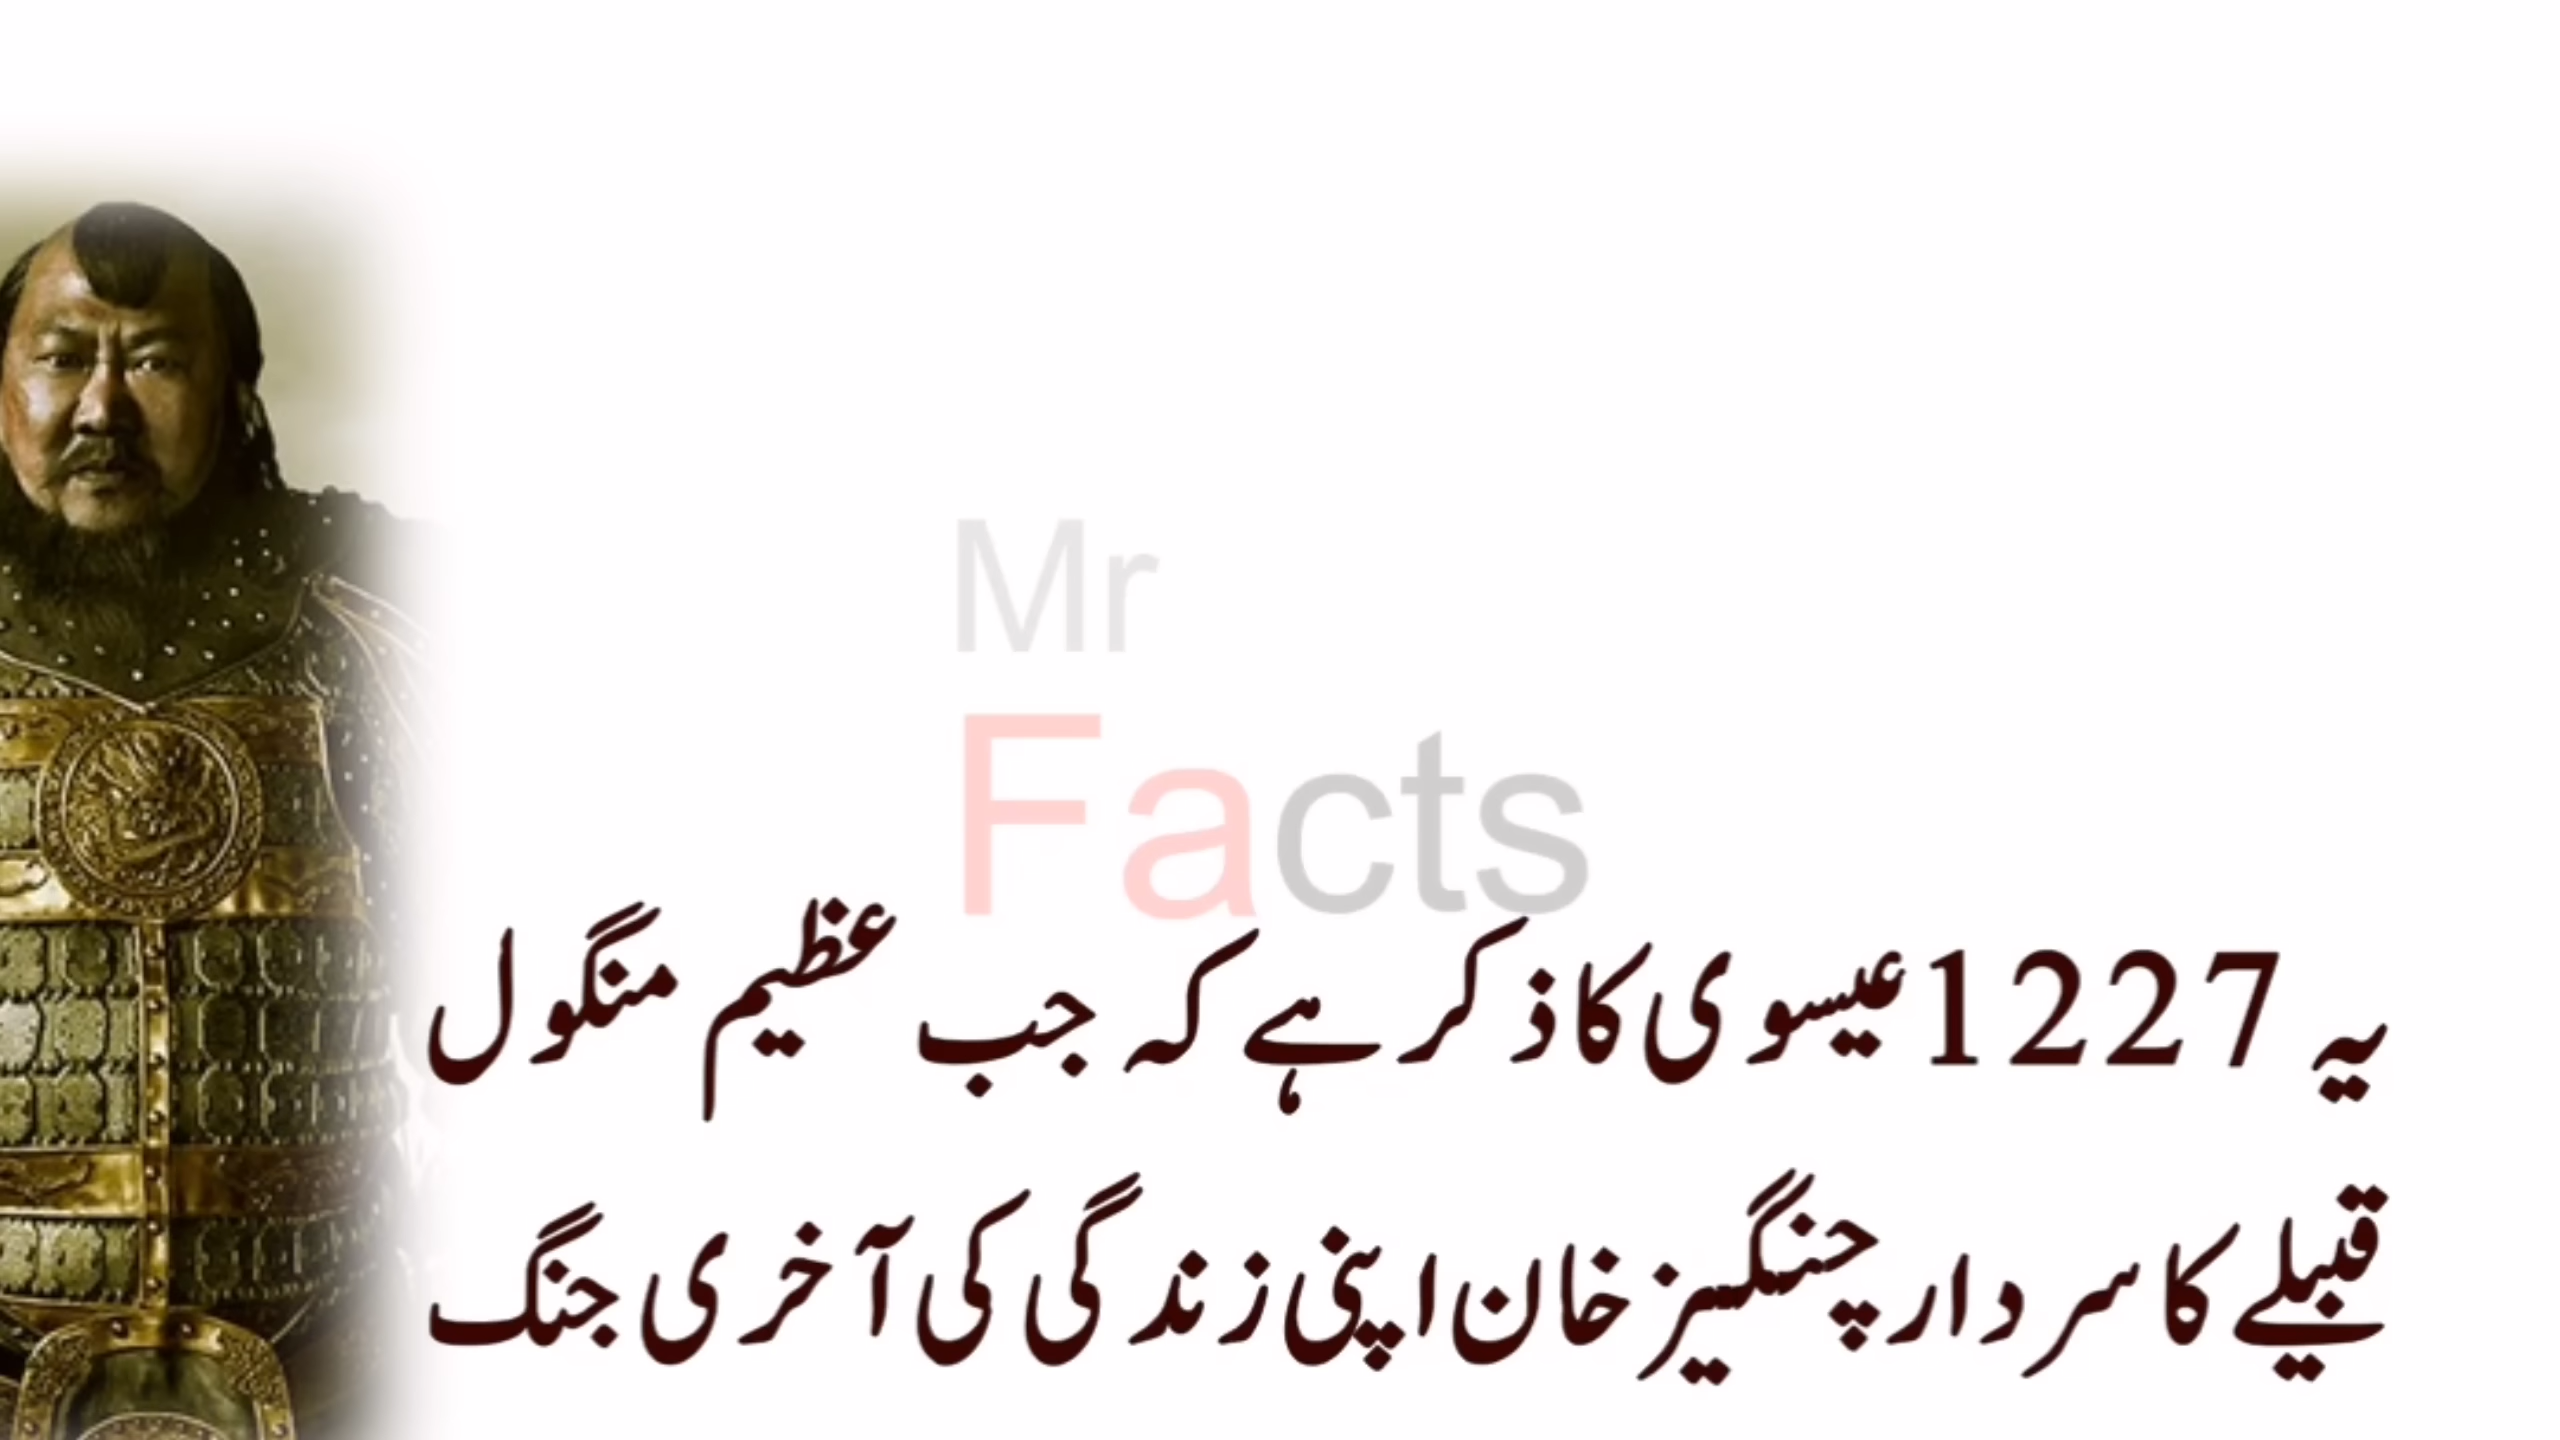 Mr
Facts
یہ 1227 عیسوی کا ذکر ہے کہ جب عظیم منگول
قبیلے کا سردار چنگیز خان اپنی زندگی کی آخری جنگ